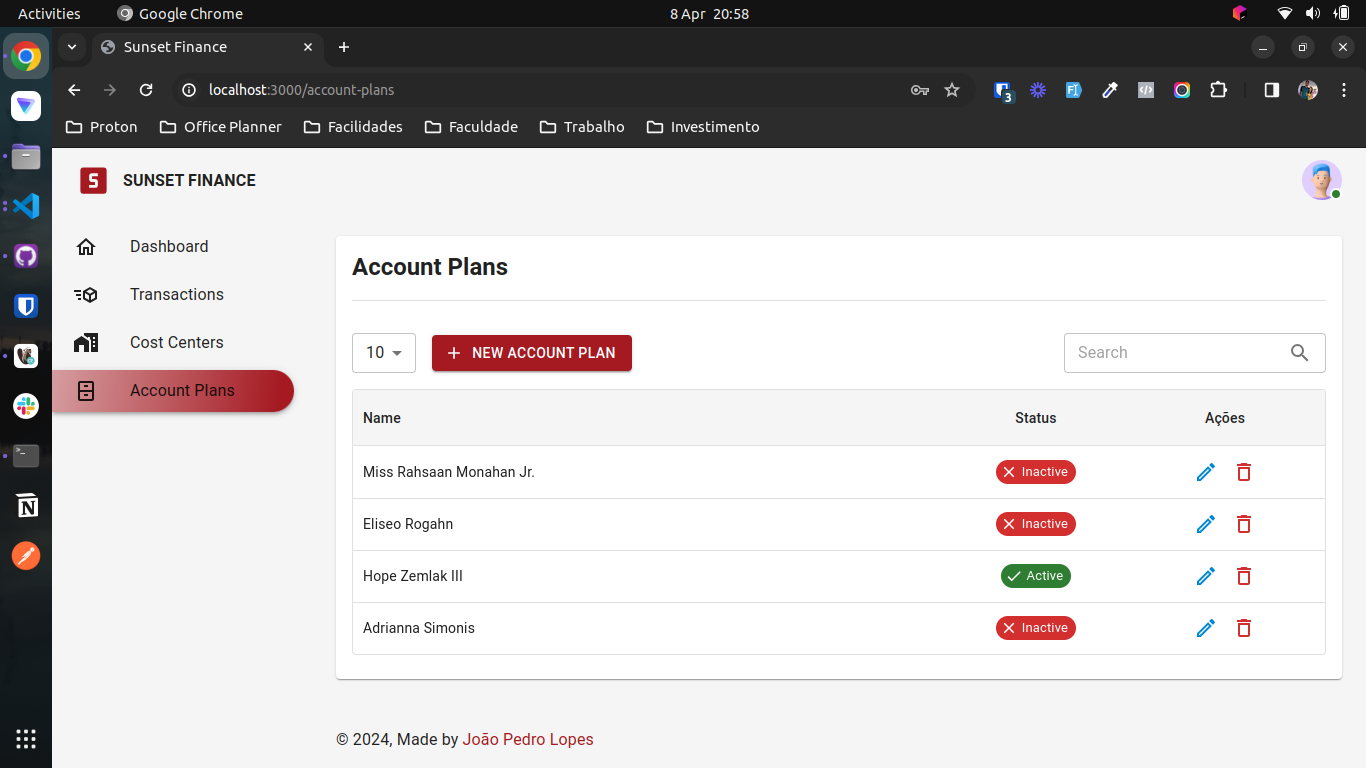 Activities Google Chrome 8 Apr 20:58
Sunset Finance
localhost:3000/account-plans 3
Proton Office Planner Facilidades Faculdade Trabalho Investimento
S SUNSET FINANCE
Dashboard
Transactions
Cost Centers
Account Plans
Account Plans
10 NEW ACCOUNT PLAN Search
Name Status Ações
Miss Rahsaan Monahan Jr. Inactive
Eliseo Rogahn Inactive
Hope Zemlak III Active
Adrianna Simonis Inactive
© 2024, Made by João Pedro Lopes